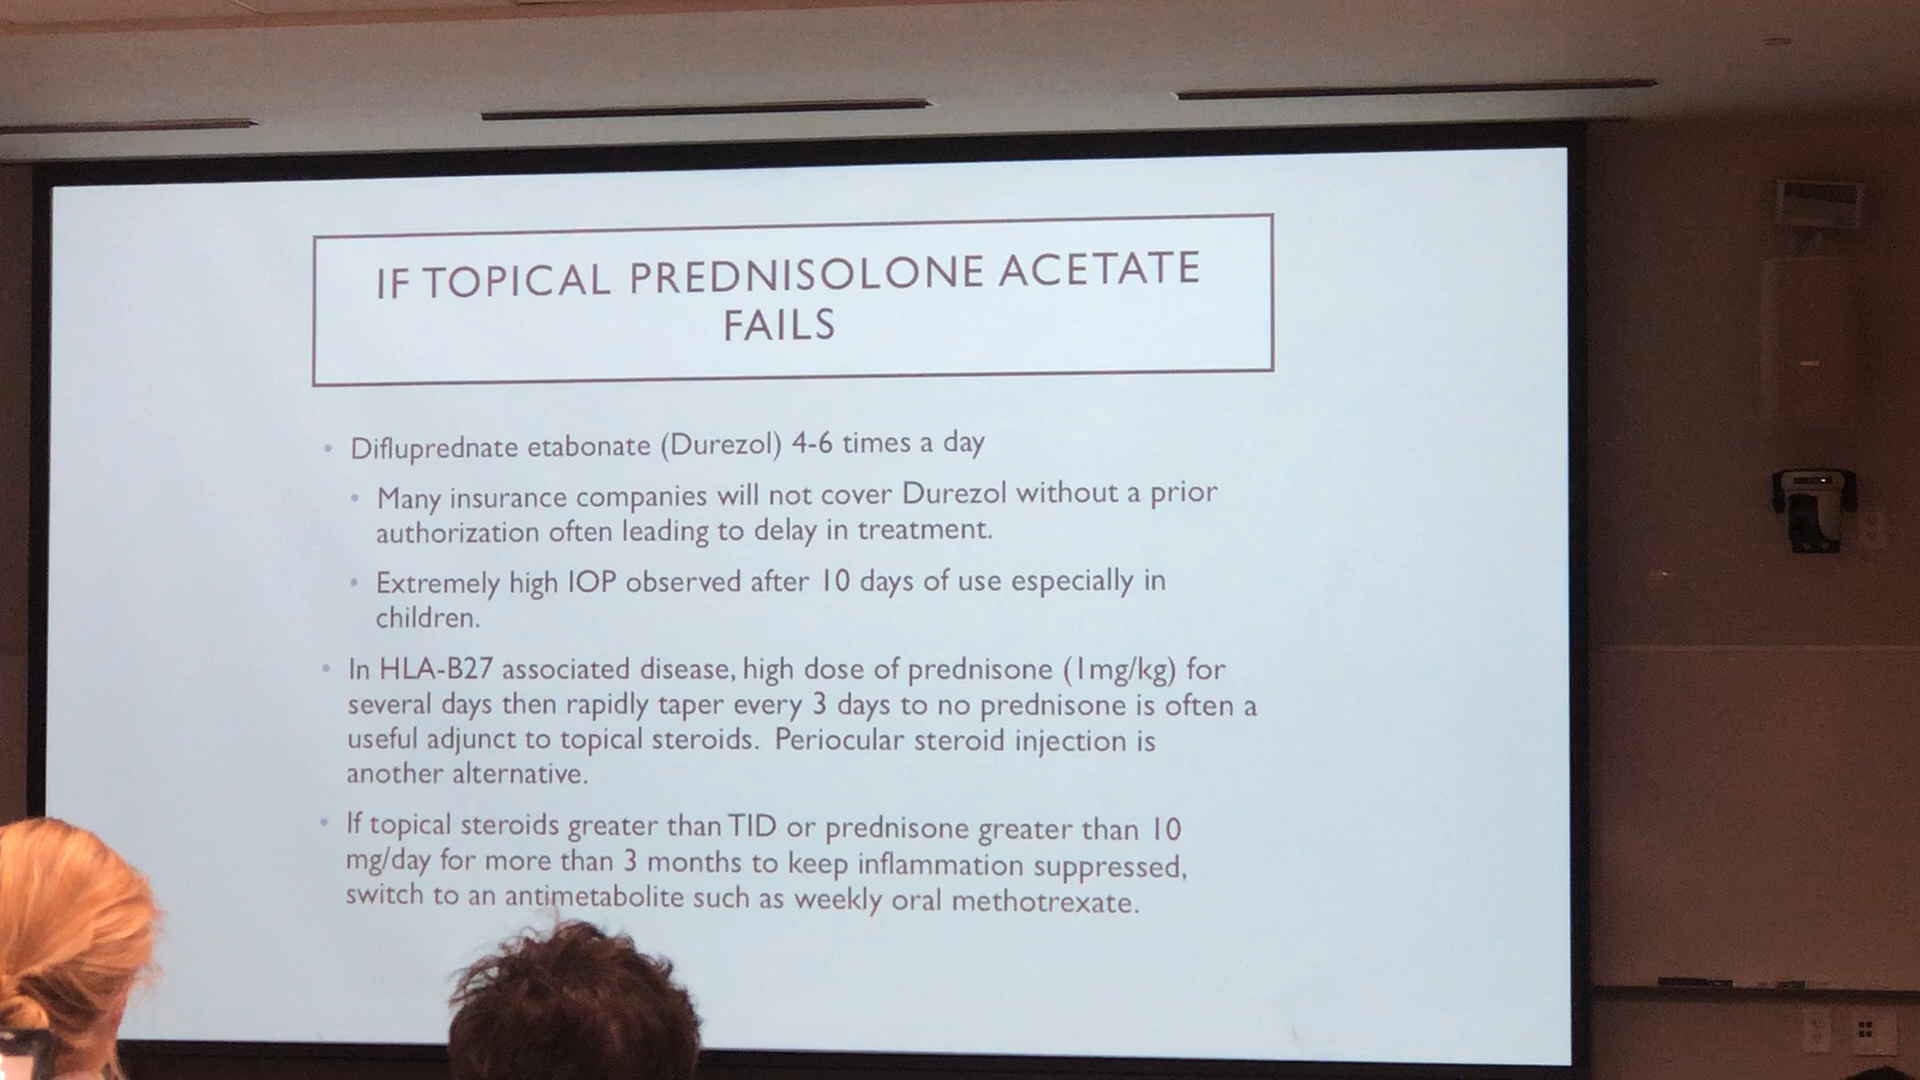 IF TOPICAL PREDNISOLONE ACETATE
FAILS
• Difluprednate etabonate (Durezol) 4-6 times a day
• Many insurance companies will not cover Durezol without a prior
authorization often leading to delay in treatment.
• Extremely high IOP observed after 10 days of use especially in
children.
• In HLA-B27 associated disease, high dose of prednisone (1mg/kg) for
several days then rapidly taper every 3 days to no prednisone is often a
useful adjunct to topical steroids. Periocular steroid injection is
another alternative.
• If topical steroids greater than TID or prednisone greater than 10
mg/day for more than 3 months to keep inflammation suppressed,
switch to an antimetabolite such as weekly oral methotrexate.